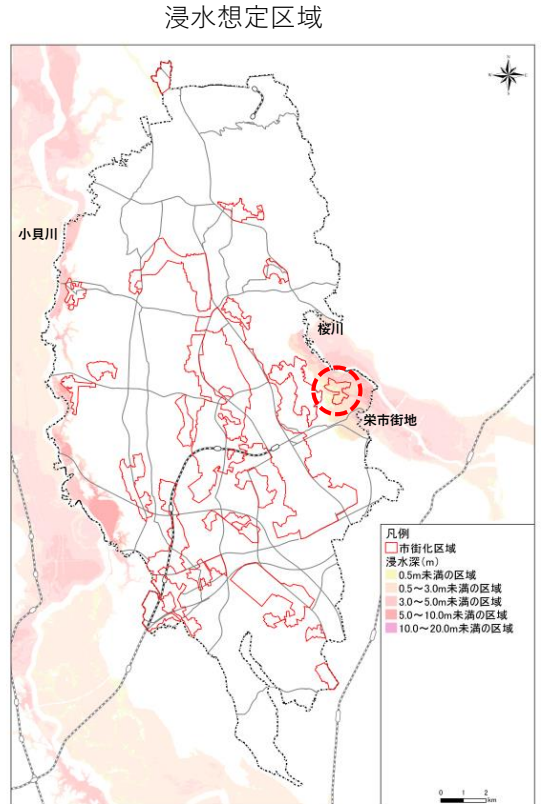 浸水想定区域
小貝川
桜川
栄市街地
凡例
市街化区域
浸水深(m)
0.5m未満の区域
0.5～3.0m未満の区域
3.0～5.0m未満の区域
5.0～10.0m未満の区域
10.0～20.0m未満の区域
0 1 2
km